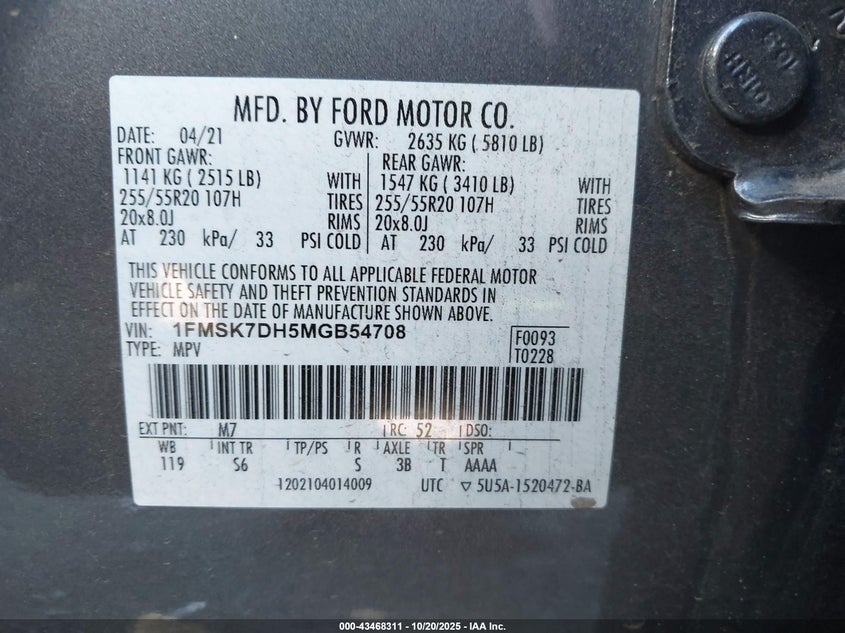 MFD. BY FORD MOTOR CO.
DATE: 04/21 GVWR: 2635 KG ( 5810 LB)
FRONT GAWR: REAR GAWR:
1141 KG ( 2515 LB) WITH 1547 KG ( 3410 LB) WITH
255/55R20 107H TIRES 255/55R20 107H TIRES
20x8.0J RIMS 20x8.0J RIMS
AT 230 kPa/ 33 PSI COLD AT 230 kPa/ 33 PSI COLD
THIS VEHICLE CONFORMS TO ALL APPLICABLE FEDERAL MOTOR
VEHICLE SAFETY AND THEFT PREVENTION STANDARDS IN
EFFECT ON THE DATE OF MANUFACTURE SHOWN ABOVE.
VIN: 1FMSK7DH5MGB54708 F0093
TYPE: MPV T0228
EXT PNT: M7 RC: 52 DSO:
WB INT TR TP/PS R AXLE TR SPR
119 S6 S 3B T AAAA
1202104014009 UTC ▽ 5U5A-1520472-BA
000-43468311 | 10/20/2025 - IAA Inc.